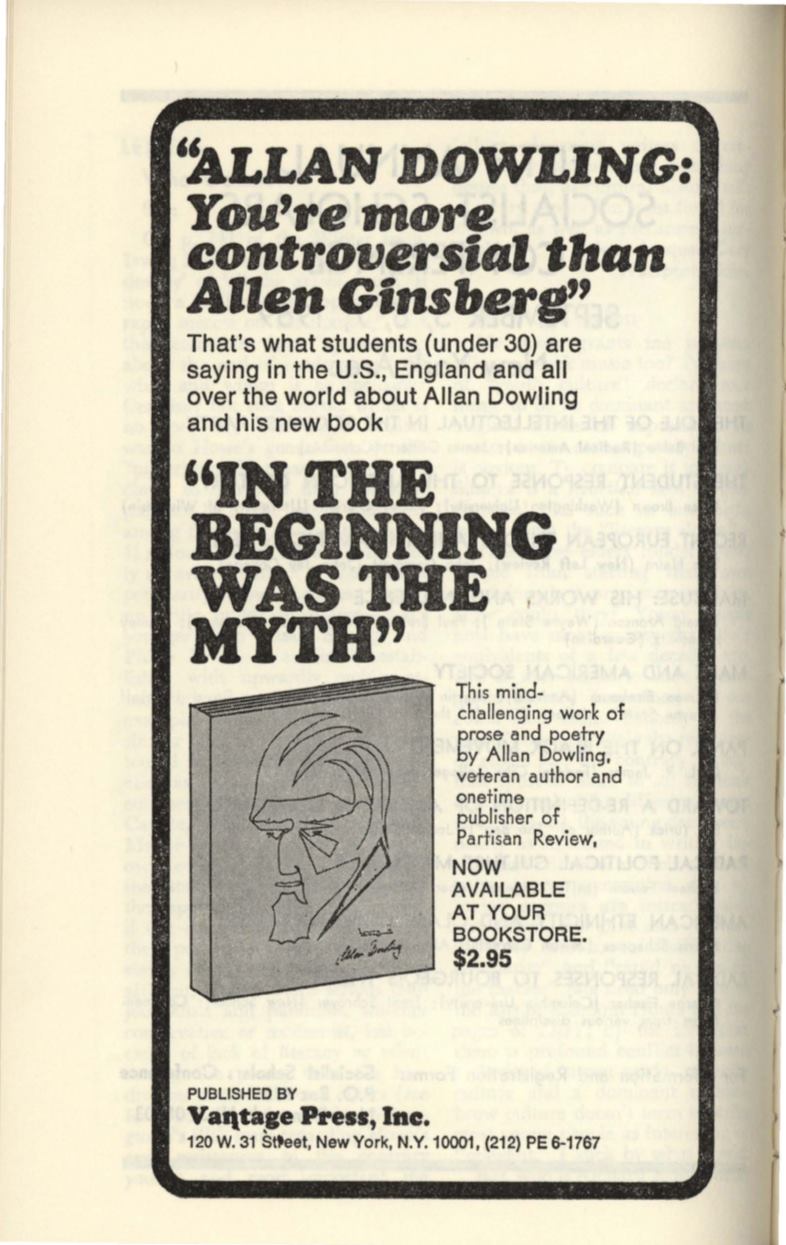 “ALLAN DOWLING:
You’re more
controversial than
Allen Ginsberg”
That’s what students (under 30) are
saying in the U.S., England and all
over the world about Allan Dowling
and his new book
“IN THE
BEGINNING
WAS THE
MYTH”
This mind-
challenging work of
prose and poetry
by Allan Dowling,
veteran author and
onetime
publisher of
Partisan Review,
NOW
AVAILABLE
AT YOUR
BOOKSTORE.
$2.95
Allan Dowling
PUBLISHED BY
Vantage Press, Inc.
120 W. 31 Street, New York, N.Y. 10001, (212) PE 6-1767